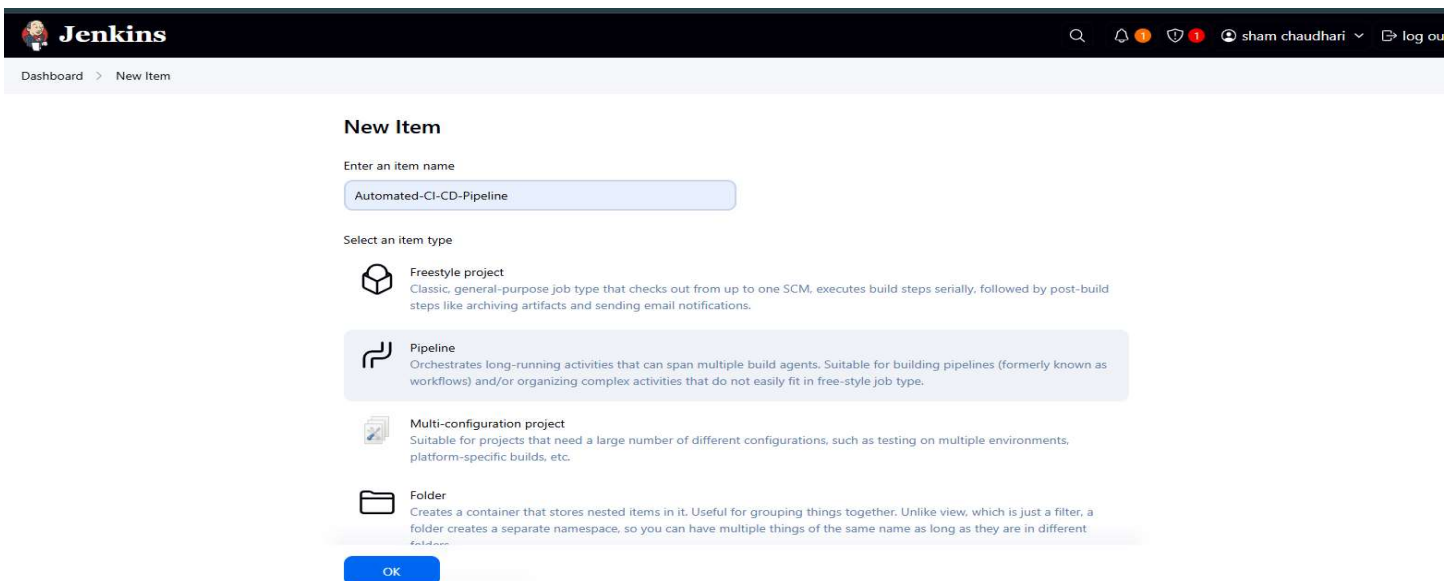 Jenkins
1
1
sham chaudhari
log ou
Dashboard > New Item
New Item
Enter an item name
Automated-CI-CD-Pipeline
Select an item type
Freestyle project
Classic, general-purpose job type that checks out from up to one SCM, executes build steps serially, followed by post-build
steps like archiving artifacts and sending email notifications.
Pipeline
Orchestrates long-running activities that can span multiple build agents. Suitable for building pipelines (formerly known as
workflows) and/or organizing complex activities that do not easily fit in free-style job type.
Multi-configuration project
Suitable for projects that need a large number of different configurations, such as testing on multiple environments,
platform-specific builds, etc.
Folder
Creates a container that stores nested items in it. Useful for grouping things together. Unlike view, which is just a filter, a
folder creates a separate namespace, so you can have multiple things of the same name as long as they are in different
folders.
OK